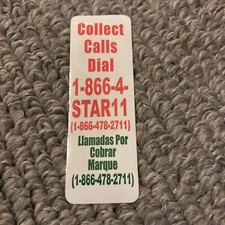 Collect
Calls
Dial
1-866-4-
STAR11
(1-866-478-2711)
Llamadas Por
Cobrar
Marque
(1-866-478-2711)